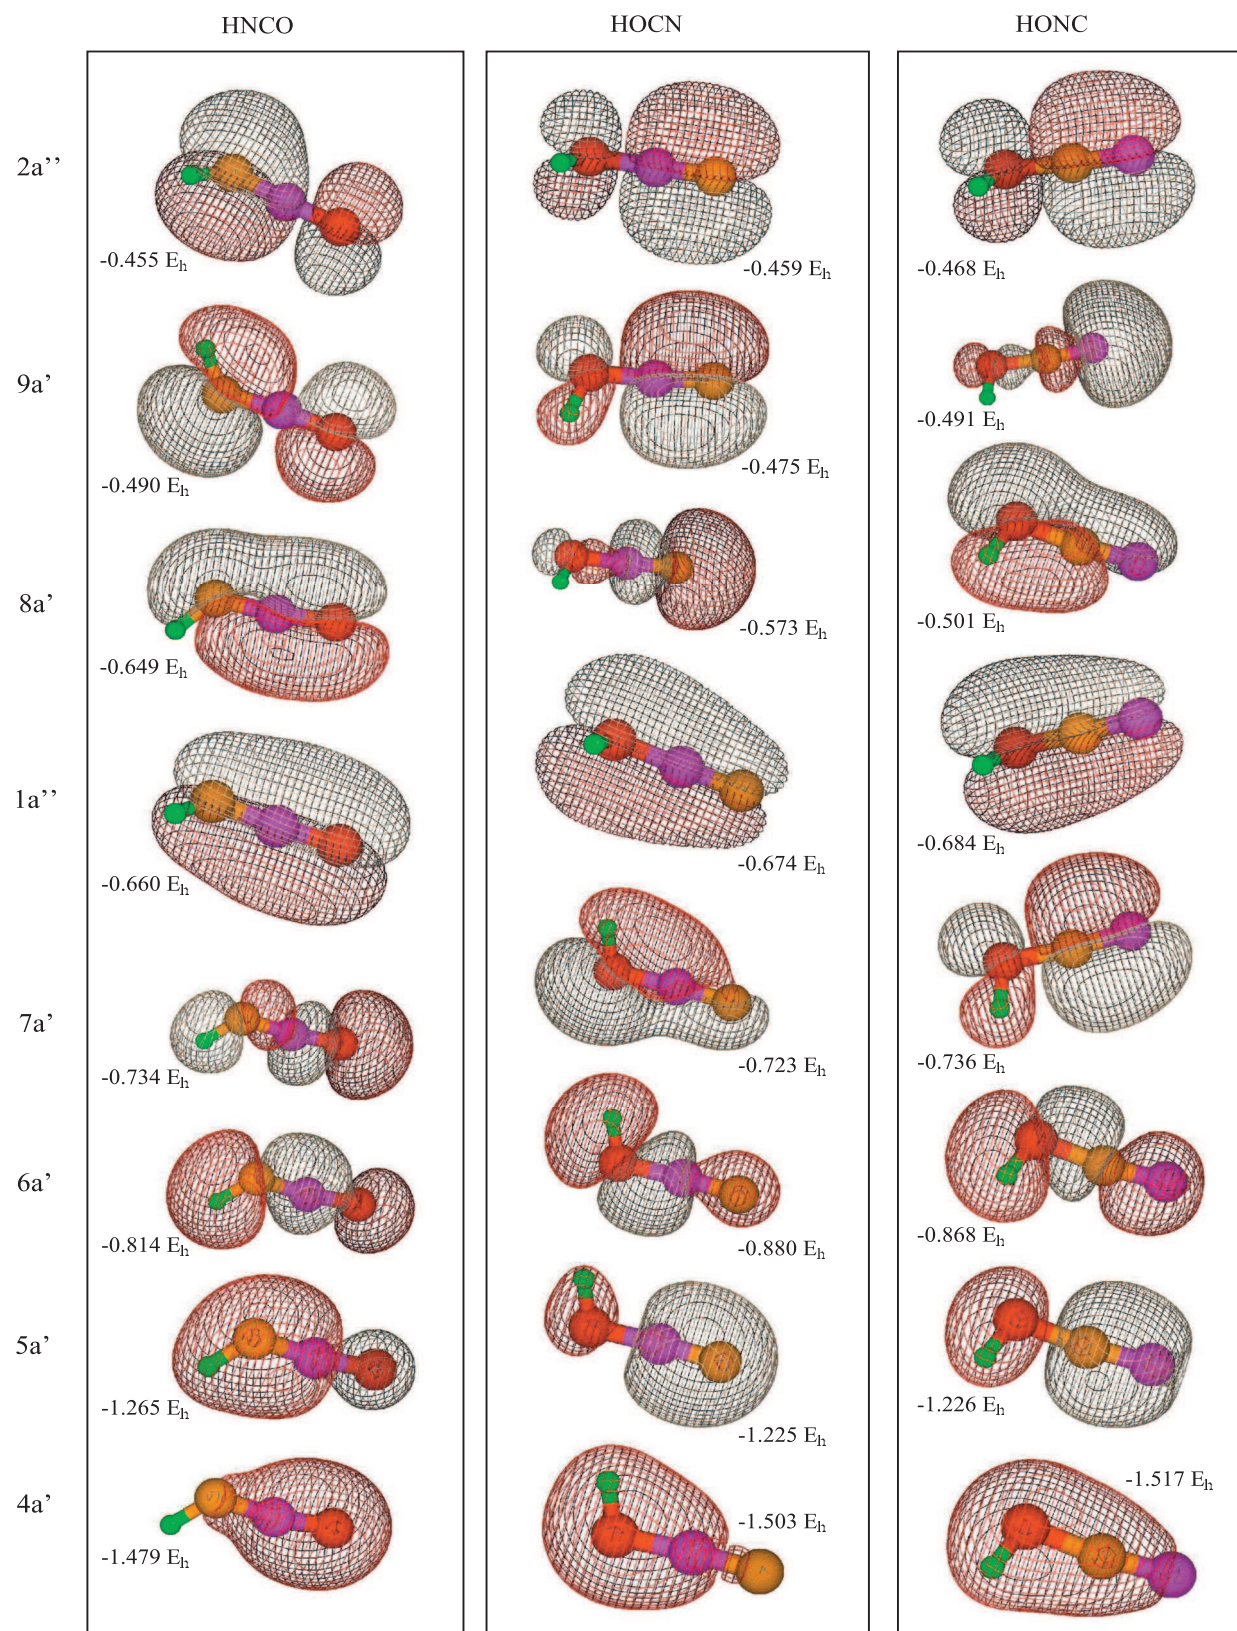 HNCO HOCN HONC
2a’’
-0.455 Eh -0.459 Eh -0.468 Eh
9a’
-0.490 Eh -0.475 Eh -0.491 Eh
8a’
-0.649 Eh -0.573 Eh -0.501 Eh
1a’’
-0.660 Eh -0.674 Eh -0.684 Eh
7a’
-0.734 Eh -0.723 Eh -0.736 Eh
6a’
-0.814 Eh -0.880 Eh -0.868 Eh
5a’
-1.265 Eh -1.225 Eh -1.226 Eh
4a’
-1.479 Eh -1.503 Eh -1.517 Eh